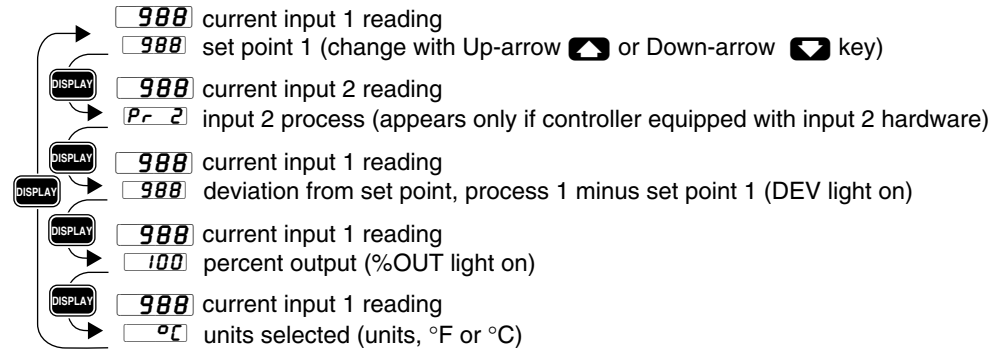 988 current input 1 reading
988 set point 1 (change with Up-arrow or Down-arrow key)
DISPLAY 988 current input 2 reading
Pr 2 input 2 process (appears only if controller equipped with input 2 hardware)
DISPLAY 988 current input 1 reading
DISPLAY 988 deviation from set point, process 1 minus set point 1 (DEV light on)
DISPLAY 988 current input 1 reading
100 percent output (%OUT light on)
DISPLAY 988 current input 1 reading
°C units selected (units, °F or °C)